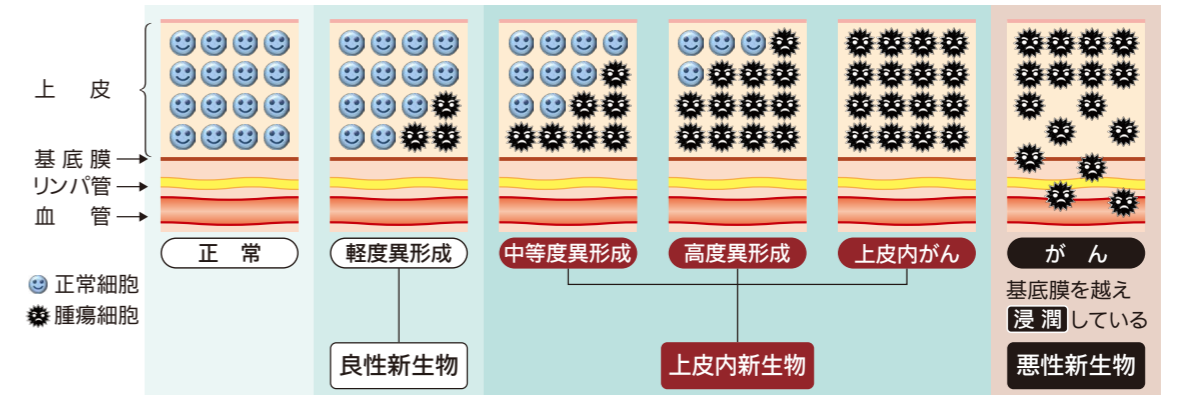 上　皮
基底膜
リンパ管
血　管
正常細胞
腫瘍細胞
正　常
軽度異形成
中等度異形成
高度異形成
上皮内がん
が　ん
基底膜を越え
浸潤している
良性新生物
上皮内新生物
悪性新生物